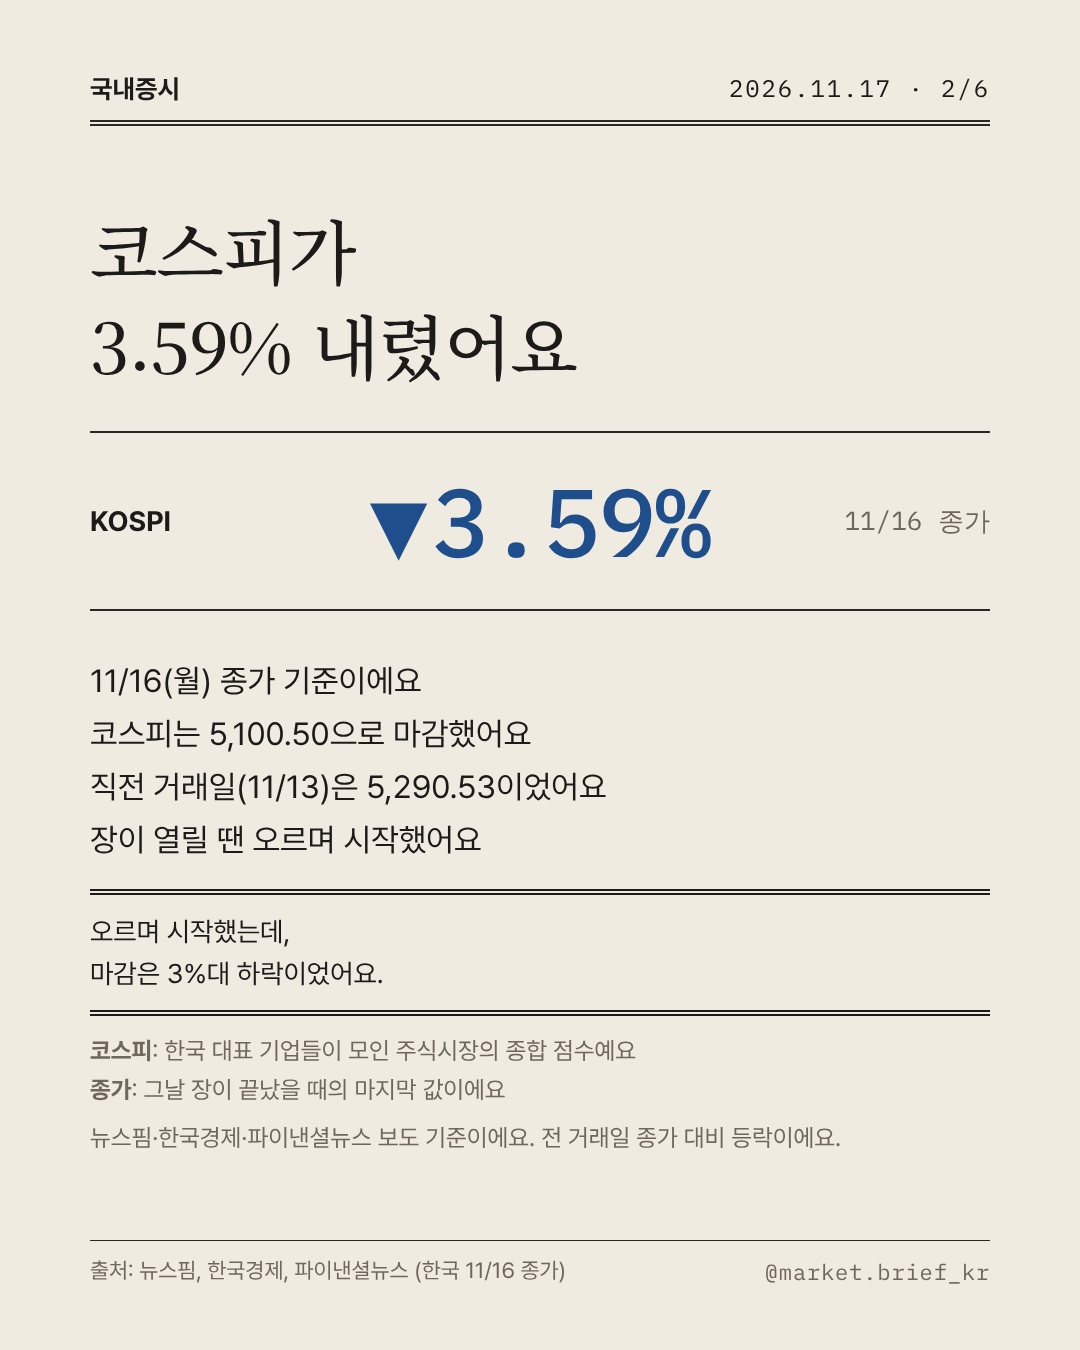 국내증시
2026.11.17 · 2/6
코스피가
3.59% 내렸어요
KOSPI ▼3.59% 11/16 종가
11/16(월) 종가 기준이에요
코스피는 5,100.50으로 마감했어요
직전 거래일(11/13)은 5,290.53이었어요
장이 열릴 땐 오르며 시작했어요
오르며 시작했는데,
마감은 3%대 하락이었어요.
코스피: 한국 대표 기업들이 모인 주식시장의 종합 점수예요
종가: 그날 장이 끝났을 때의 마지막 값이에요
뉴스핌·한국경제·파이낸셜뉴스 보도 기준이에요. 전 거래일 종가 대비 등락이에요.
출처: 뉴스핌, 한국경제, 파이낸셜뉴스 (한국 11/16 종가)
@market.brief_kr